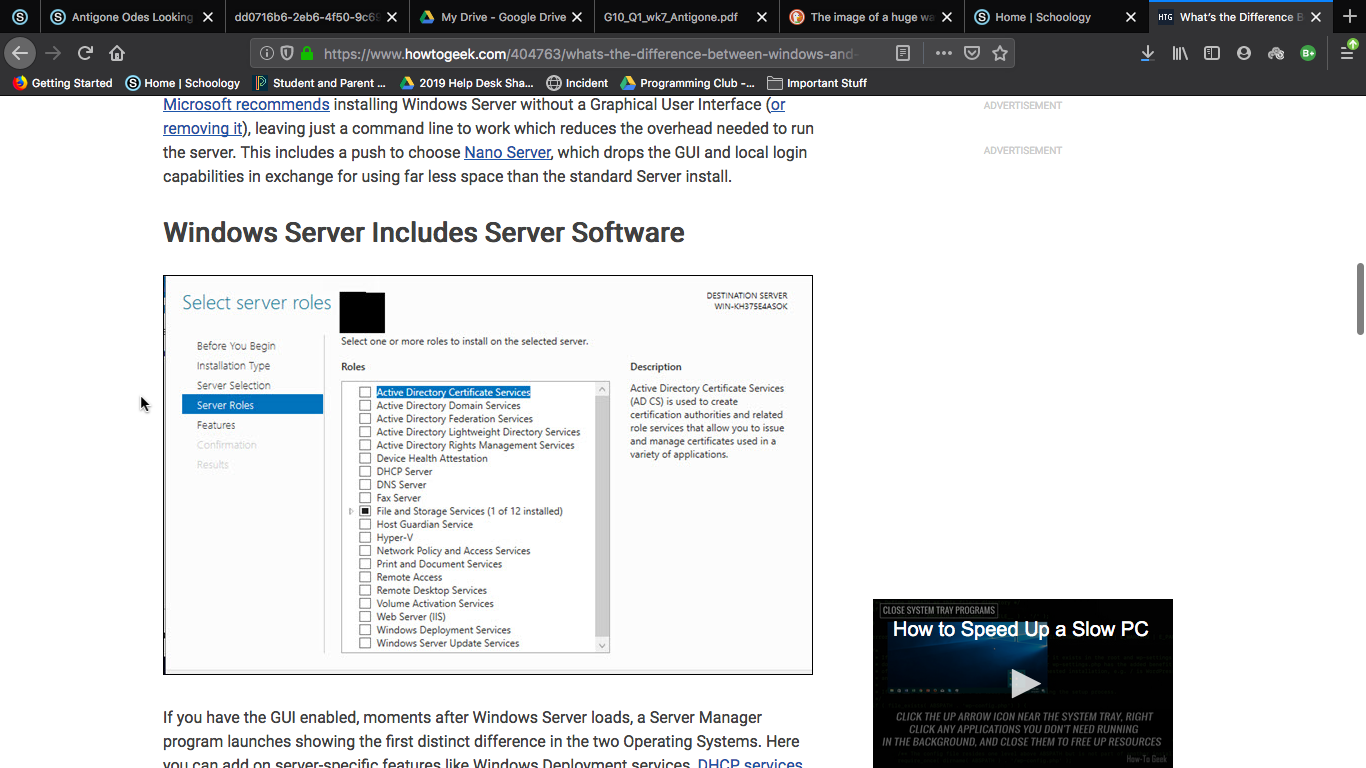 Antigone Odes Looking
dd0716b6-2eb6-4f50-9c69
My Drive - Google Drive
G10_Q1_wk7_Antigone.pdf
The image of a huge wa
Home | Schoology
HTG What's the Difference B
https://www.howtogeek.com/404763/whats-the-difference-between-windows-and-
Getting Started
Home | Schoology
Student and Parent ...
2019 Help Desk Sha...
Incident
Programming Club -...
Important Stuff
Microsoft recommends installing Windows Server without a Graphical User Interface (or
removing it), leaving just a command line to work which reduces the overhead needed to run
the server. This includes a push to choose Nano Server, which drops the GUI and local login
capabilities in exchange for using far less space than the standard Server install.
ADVERTISEMENT
ADVERTISEMENT
Windows Server Includes Server Software
Select server roles
DESTINATION SERVER
WIN-KH375E4ASOK
Before You Begin
Installation Type
Server Selection
Server Roles
Features
Confirmation
Results
Select one or more roles to install on the selected server.
Roles
Active Directory Certificate Services
Active Directory Domain Services
Active Directory Federation Services
Active Directory Lightweight Directory Services
Active Directory Rights Management Services
Device Health Attestation
DHCP Server
DNS Server
Fax Server
File and Storage Services (1 of 12 installed)
Host Guardian Service
Hyper-V
Network Policy and Access Services
Print and Document Services
Remote Access
Remote Desktop Services
Volume Activation Services
Web Server (IIS)
Windows Deployment Services
Windows Server Update Services
Description
Active Directory Certificate Services
(AD CS) is used to create
certification authorities and related
role services that allow you to issue
and manage certificates used in a
variety of applications.
If you have the GUI enabled, moments after Windows Server loads, a Server Manager
program launches showing the first distinct difference in the two Operating Systems. Here
you can add on server-specific features like Windows Deployment services, DHCP services
CLOSE SYSTEM TRAY PROGRAMS
How to Speed Up a Slow PC
CLICK THE UP ARROW ICON NEAR THE SYSTEM TRAY, RIGHT
CLICK ANY APPLICATIONS YOU DON'T NEED RUNNING
IN THE BACKGROUND, AND CLOSE THEM TO FREE UP RESOURCES
How-To Geek